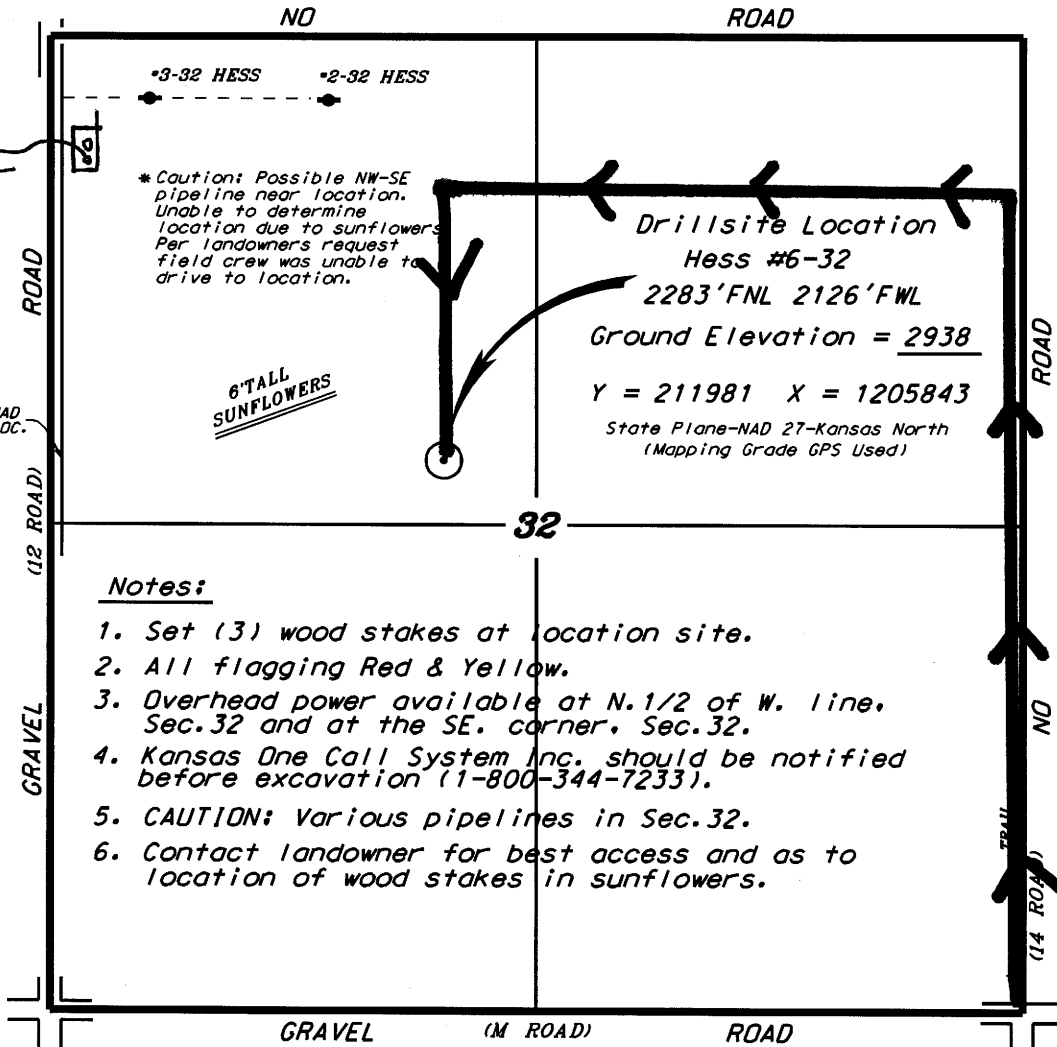 NO ROAD
•3-32 HESS •2-32 HESS
* Caution: Possible NW-SE
pipeline near location.
Unable to determine
location due to sunflowers
Per landowners request
field crew was unable to
drive to location.
Drillsite Location
Hess #6-32
2283'FNL 2126'FWL
Ground Elevation = 2938
Y = 211981 X = 1205843
State Plane-NAD 27-Kansas North
(Mapping Grade GPS Used)
6'TALL
SUNFLOWERS
32
Notes:
1. Set (3) wood stakes at location site.
2. All flagging Red & Yellow.
3. Overhead power available at N.1/2 of W. line,
Sec.32 and at the SE. corner, Sec.32.
4. Kansas One Call System Inc. should be notified
before excavation (1-800-344-7233).
5. CAUTION: Various pipelines in Sec.32.
6. Contact landowner for best access and as to
location of wood stakes in sunflowers.
GRAVEL (12 ROAD) ROAD
NO ROAD
TRAIL
(14 ROAD)
GRAVEL (M ROAD) ROAD